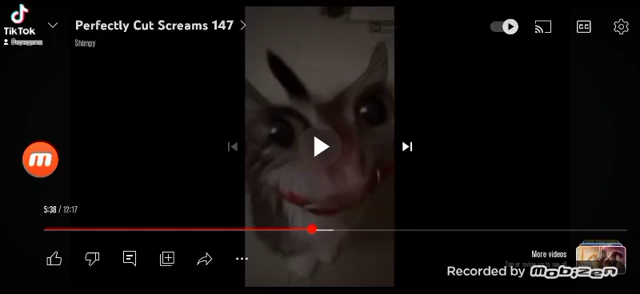 TikTok
Perfectly Cut Screams 147
Shimpy
m
5:38 / 12:17
More videos
Recorded by mobizen